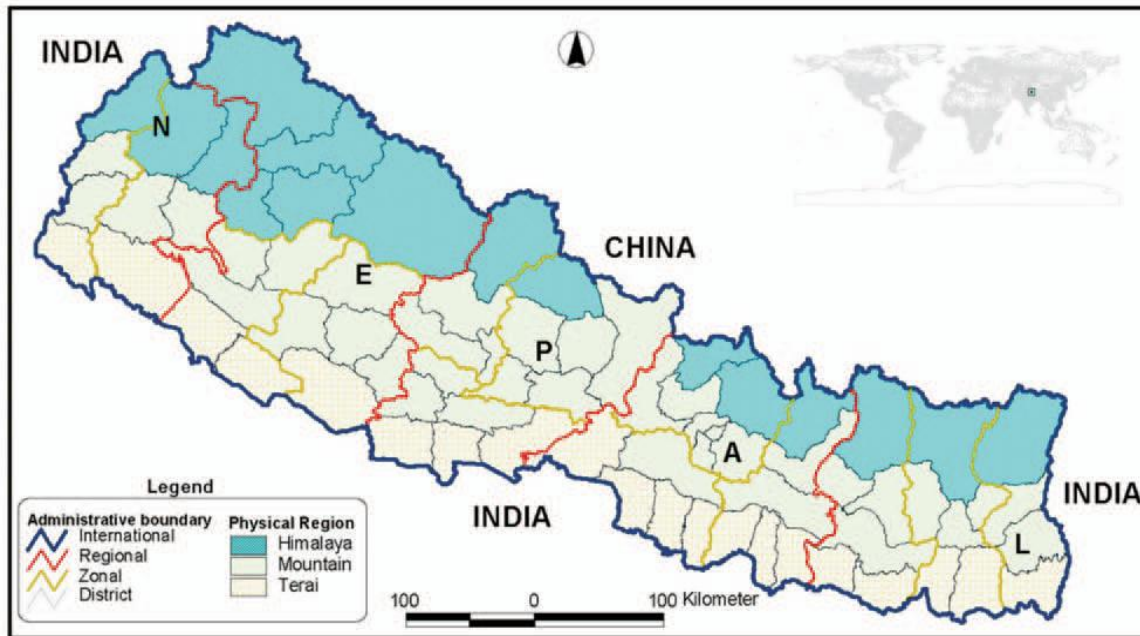 INDIA
N
CHINA
E
P
A
INDIA
INDIA
L
Legend
Administrative boundary
International
Regional
Zonal
District
Physical Region
Himalaya
Mountain
Terai
100 0 100 Kilometer